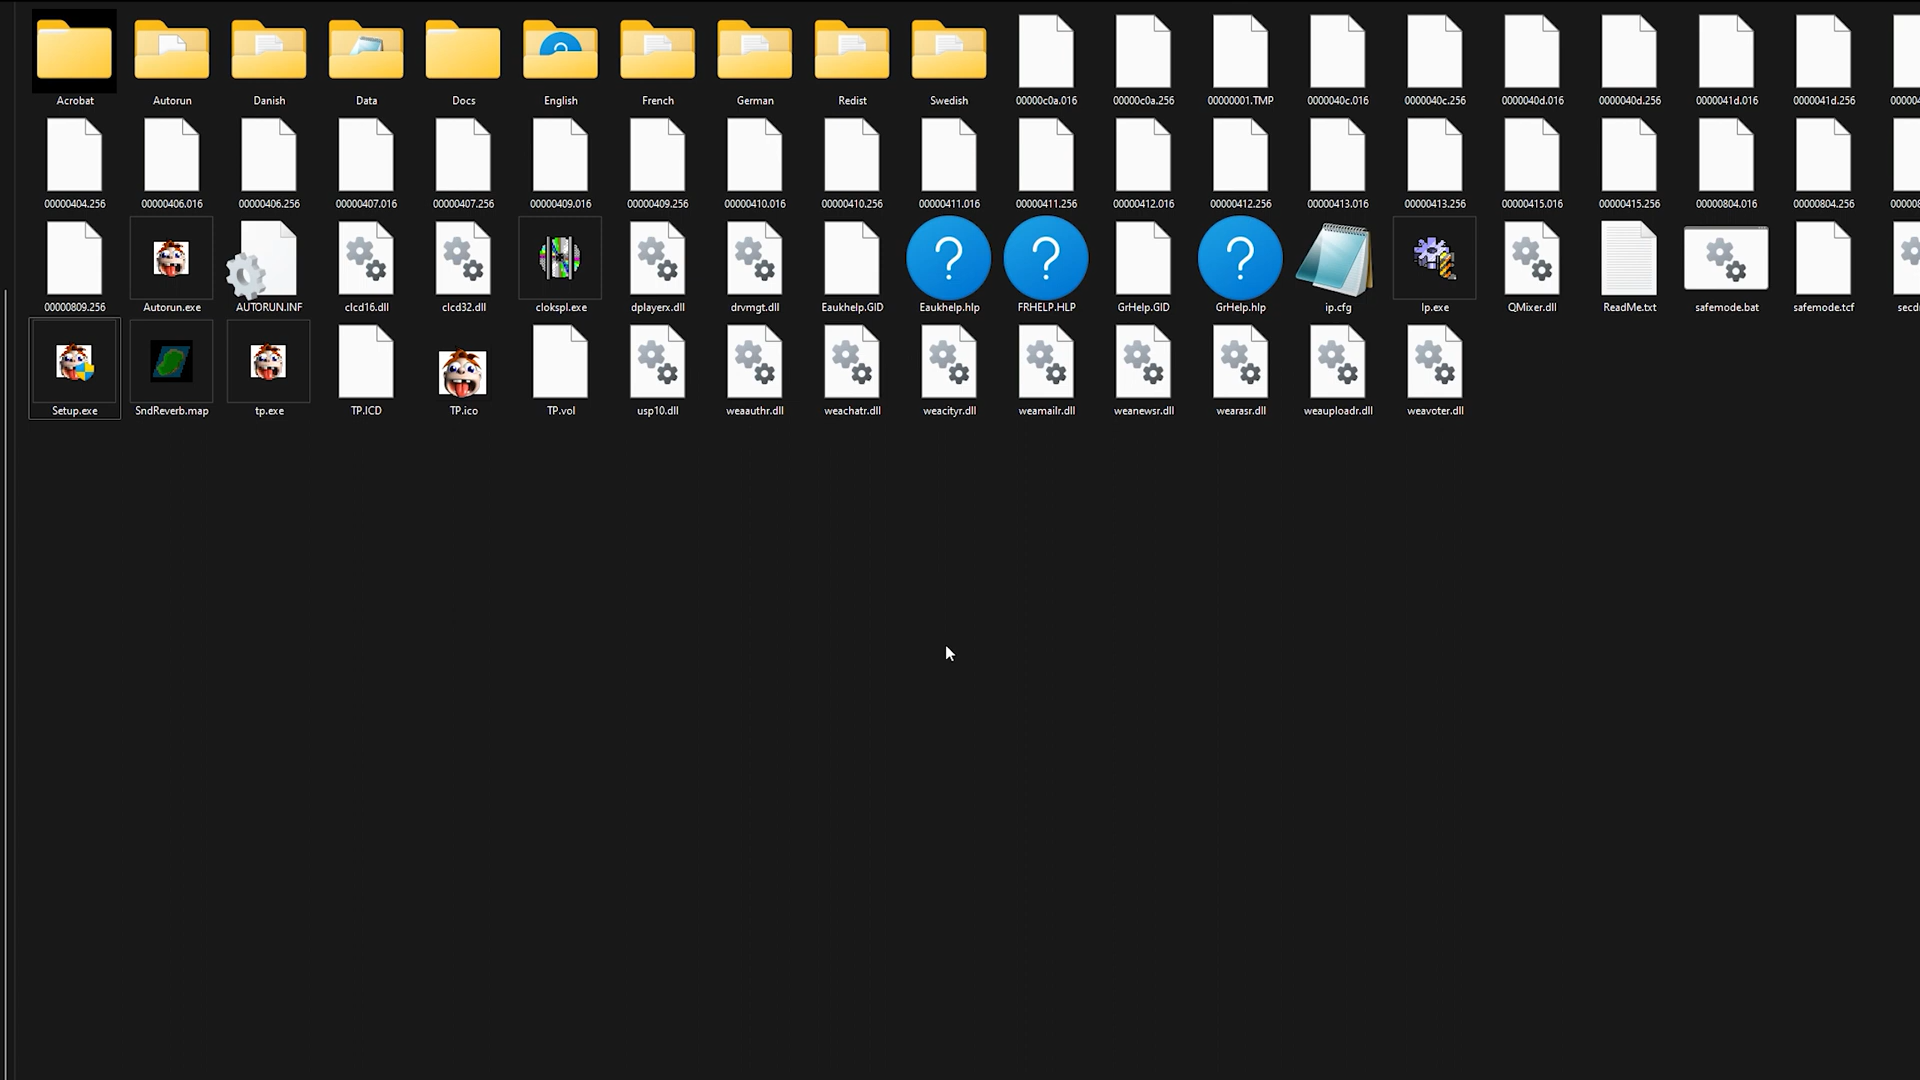 Acrobat Autorun Danish Data Docs English French German Redist Swedish 00000c0a.016 00000c0a.256 00000001.TMP 0000040c.016 0000040c.256 0000040d.016 0000040d.256 0000041d.016 0000041d.256
00000404.256 00000406.016 00000406.256 00000407.016 00000407.256 00000409.016 00000409.256 00000410.016 00000410.256 00000411.016 00000411.256 00000412.016 00000412.256 00000413.016 00000413.256 00000415.016 00000415.256 00000804.016 00000804.256
00000809.256 Autorun.exe AUTORUN.INF clcd16.dll clcd32.dll clokspl.exe dplayerx.dll drvmgt.dll Eaukhelp.GID Eaukhelp.hlp FRHELP.HLP GrHelp.GID GrHelp.hlp ip.cfg Ip.exe QMixer.dll ReadMe.txt safemode.bat safemode.tcf
Setup.exe SndReverb.map tp.exe TP.ICD TP.ico TP.vol usp10.dll weaauthr.dll weachatr.dll weacityr.dll weamailr.dll weanewsr.dll wearasr.dll weauploadr.dll weavoter.dll